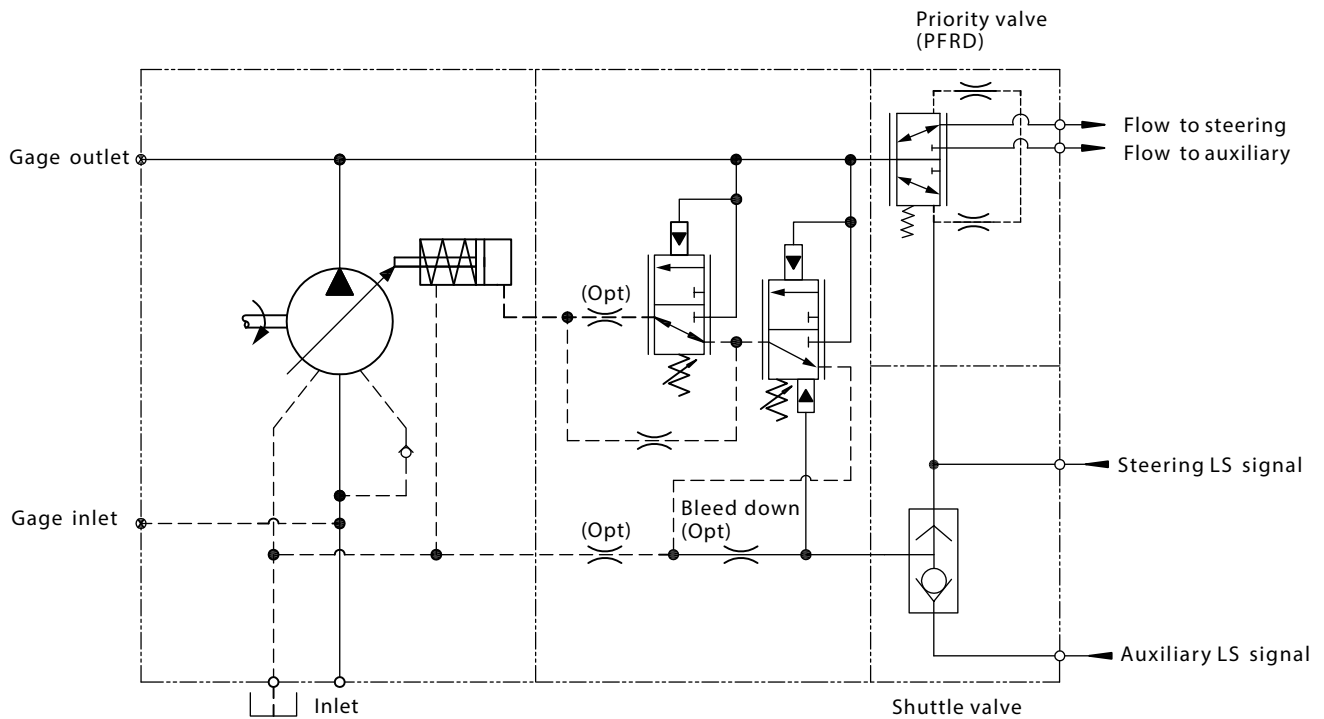 Priority valve
(PFRD)
Flow to steering
Gage outlet
Flow to auxiliary
(Opt)
Steering LS signal
Gage inlet
Bleed down
(Opt)
(Opt)
Auxiliary LS signal
Inlet
Shuttle valve